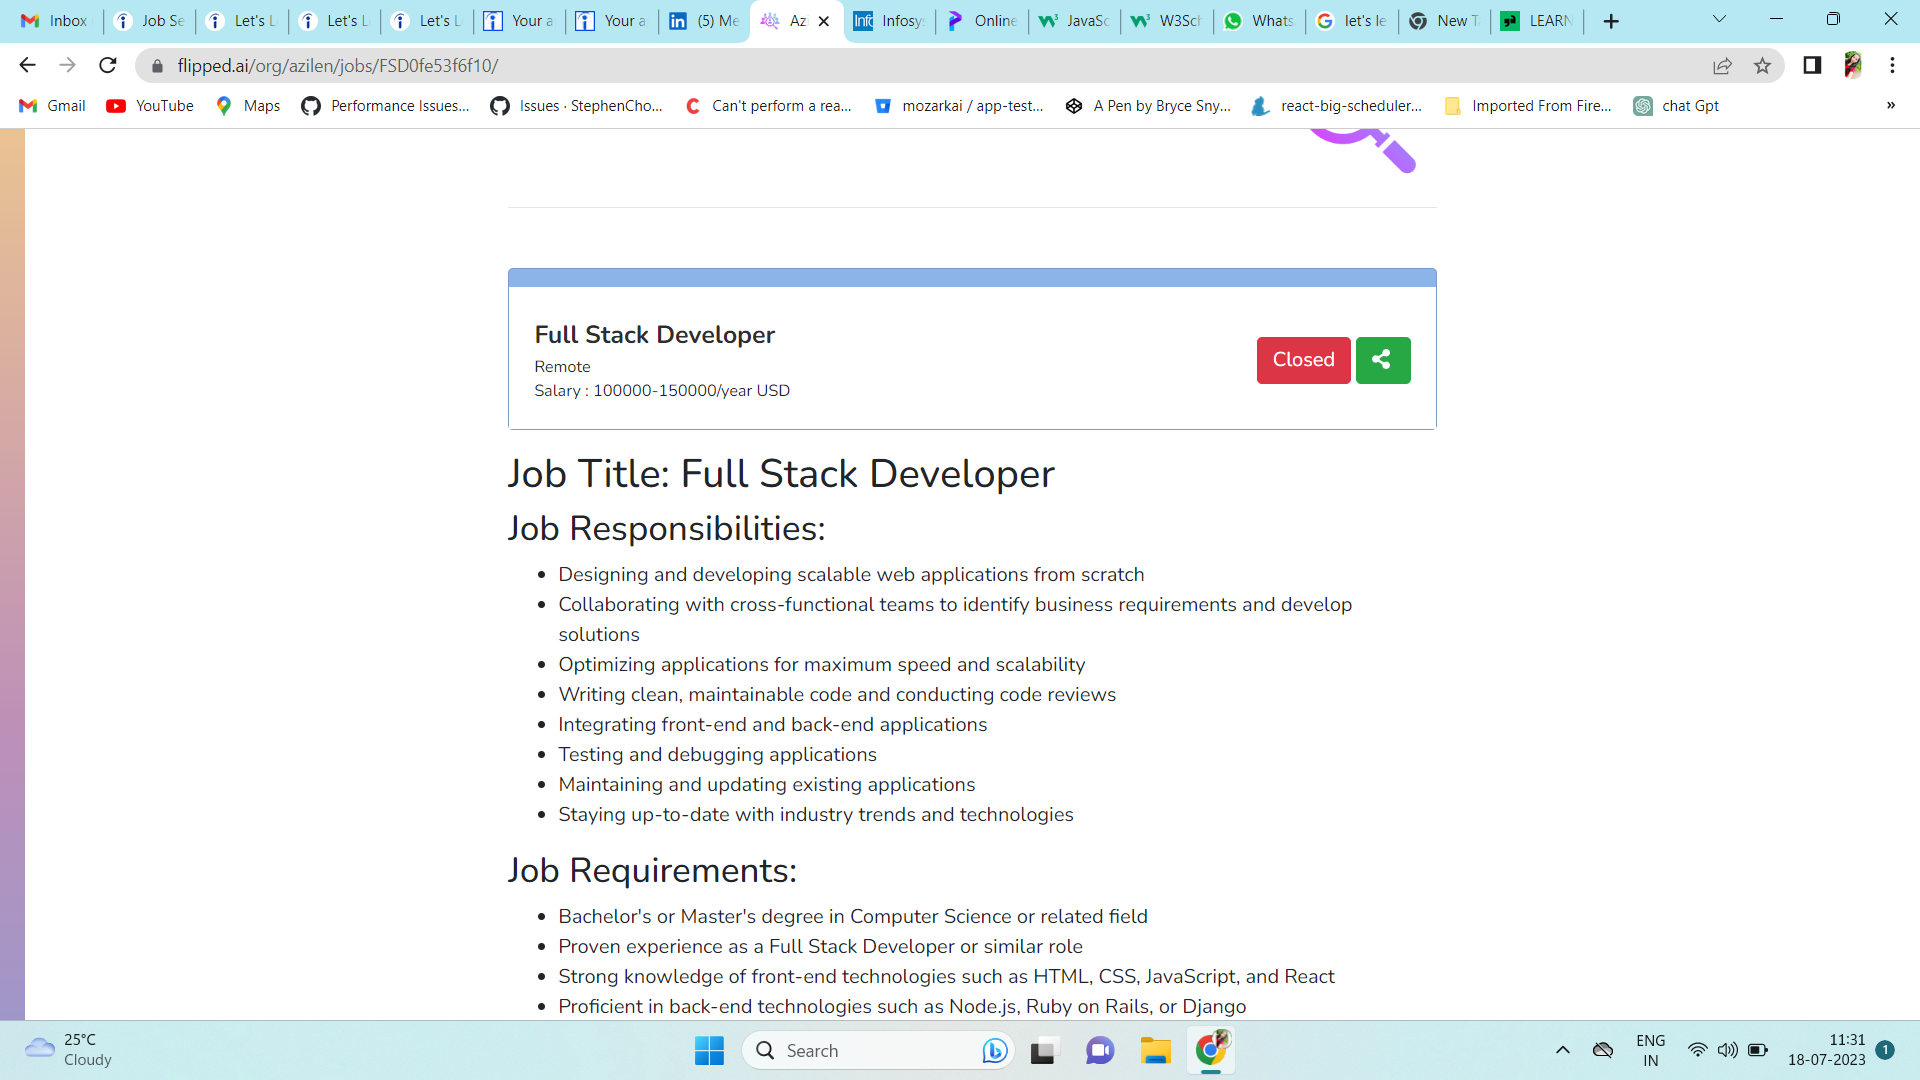 Inbox
Job Se
Let's L
Let's L
Let's L
Your a
Your a
(5) Me
Azi
Infosys
Online
JavaSc
W3Sch
Whats
let's le
New T
LEARN
flipped.ai/org/azilen/jobs/FSD0fe53f6f10/
Gmail
YouTube
Maps
Performance Issues...
Issues · StephenCho...
Can't perform a rea...
mozarkai / app-test...
A Pen by Bryce Sny...
react-big-scheduler...
Imported From Fire...
chat Gpt
»
Full Stack Developer
Remote
Salary : 100000-150000/year USD
Closed
Job Title: Full Stack Developer
Job Responsibilities:
• Designing and developing scalable web applications from scratch
• Collaborating with cross-functional teams to identify business requirements and develop
solutions
• Optimizing applications for maximum speed and scalability
• Writing clean, maintainable code and conducting code reviews
• Integrating front-end and back-end applications
• Testing and debugging applications
• Maintaining and updating existing applications
• Staying up-to-date with industry trends and technologies
Job Requirements:
• Bachelor's or Master's degree in Computer Science or related field
• Proven experience as a Full Stack Developer or similar role
• Strong knowledge of front-end technologies such as HTML, CSS, JavaScript, and React
• Proficient in back-end technologies such as Node.js, Ruby on Rails, or Django
25°C
Cloudy
Search
ENG
IN
11:31
18-07-2023
1